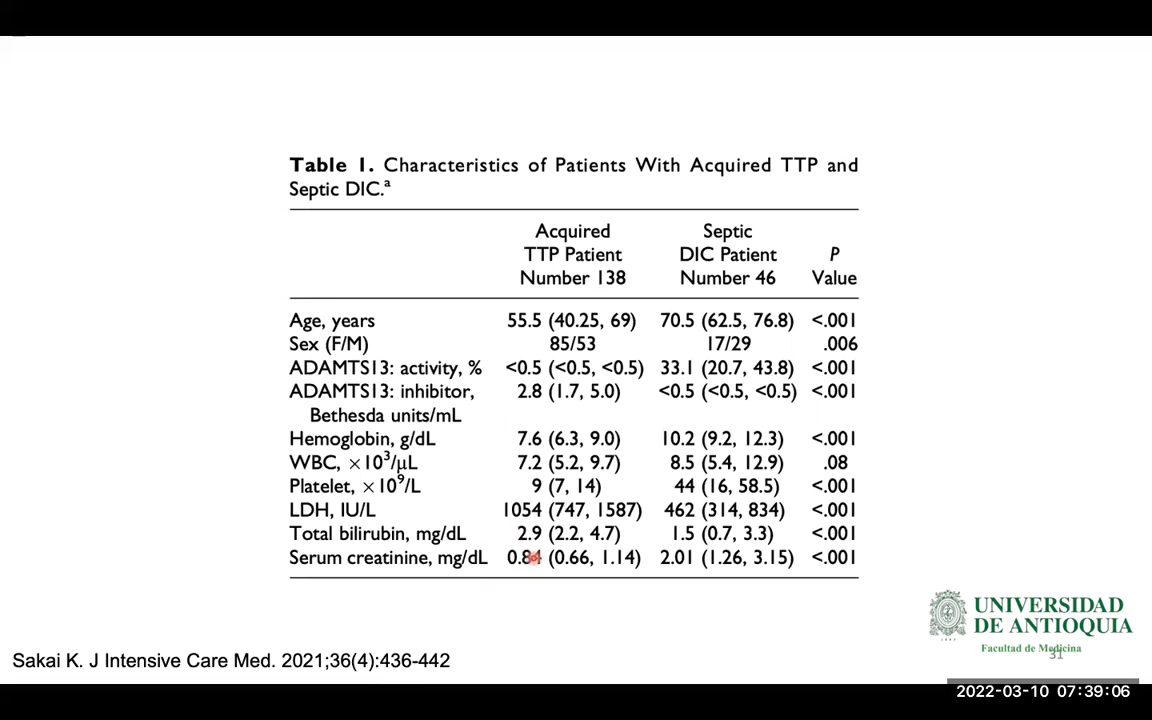 Table 1. Characteristics of Patients With Acquired TTP and
Septic DIC.a
Acquired Septic
TTP Patient DIC Patient P
Number 138 Number 46 Value
Age, years 55.5 (40.25, 69) 70.5 (62.5, 76.8) <.001
Sex (F/M) 85/53 17/29 .006
ADAMTS13: activity, % <0.5 (<0.5, <0.5) 33.1 (20.7, 43.8) <.001
ADAMTS13: inhibitor, 2.8 (1.7, 5.0) <0.5 (<0.5, <0.5) <.001
Bethesda units/mL
Hemoglobin, g/dL 7.6 (6.3, 9.0) 10.2 (9.2, 12.3) <.001
WBC, ×10³/μL 7.2 (5.2, 9.7) 8.5 (5.4, 12.9) .08
Platelet, ×10⁹/L 9 (7, 14) 44 (16, 58.5) <.001
LDH, IU/L 1054 (747, 1587) 462 (314, 834) <.001
Total bilirubin, mg/dL 2.9 (2.2, 4.7) 1.5 (0.7, 3.3) <.001
Serum creatinine, mg/dL (0.66, 1.14) 2.01 (1.26, 3.15) <.001
UNIVERSIDAD
DE ANTIOQUIA
Facultad de Medicina
31
Sakai K. J Intensive Care Med. 2021;36(4):436-442
2022-03-10 07:39:06